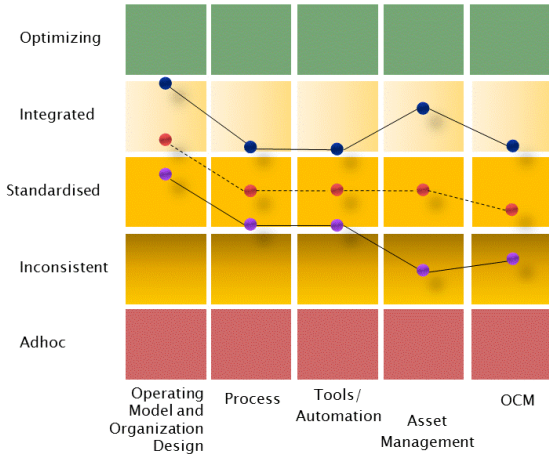 Optimizing
Integrated
Standardised
Inconsistent
Adhoc
Operating
Model and
Organization
Design
Process
Tools/
Automation
Asset
Management
OCM